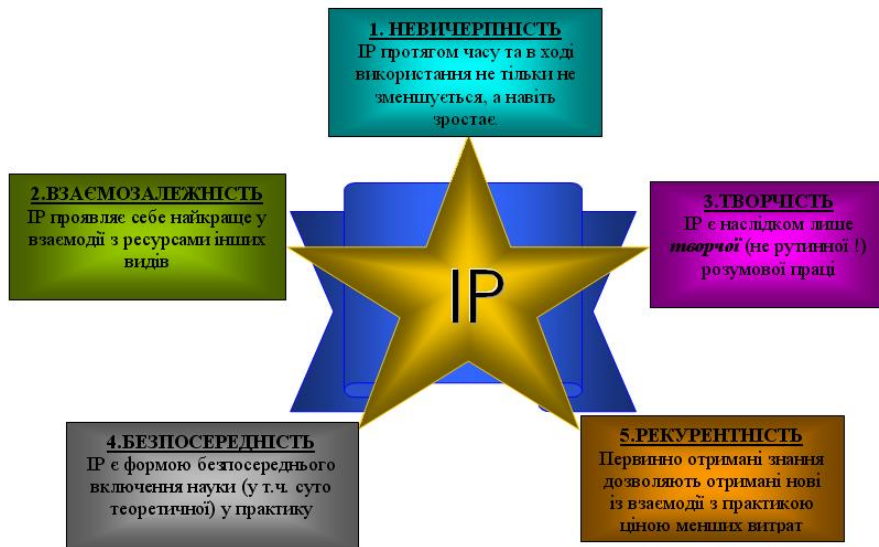 1. НЕВИЧЕРПНІСТЬ
ІР протягом часу та в ході
використання не тільки не
зменшується, а навіть
зростає.
2.ВЗАЄМОЗАЛЕЖНІСТЬ
ІР проявляє себе найкраще у
взаємодії з ресурсами інших
видів
3.ТВОРЧІСТЬ
ІР є наслідком лише
творчої (не рутинної !)
розумової праці
ІР
4.БЕЗПОСЕРЕДНІСТЬ
ІР є формою безпосереднього
включення науки (у т.ч. суто
теоретичної) у практику
5.РЕКУРЕНТНІСТЬ
Первинно отримані знання
дозволяють отримані нові
із взаємодії з практикою
ціною менших витрат